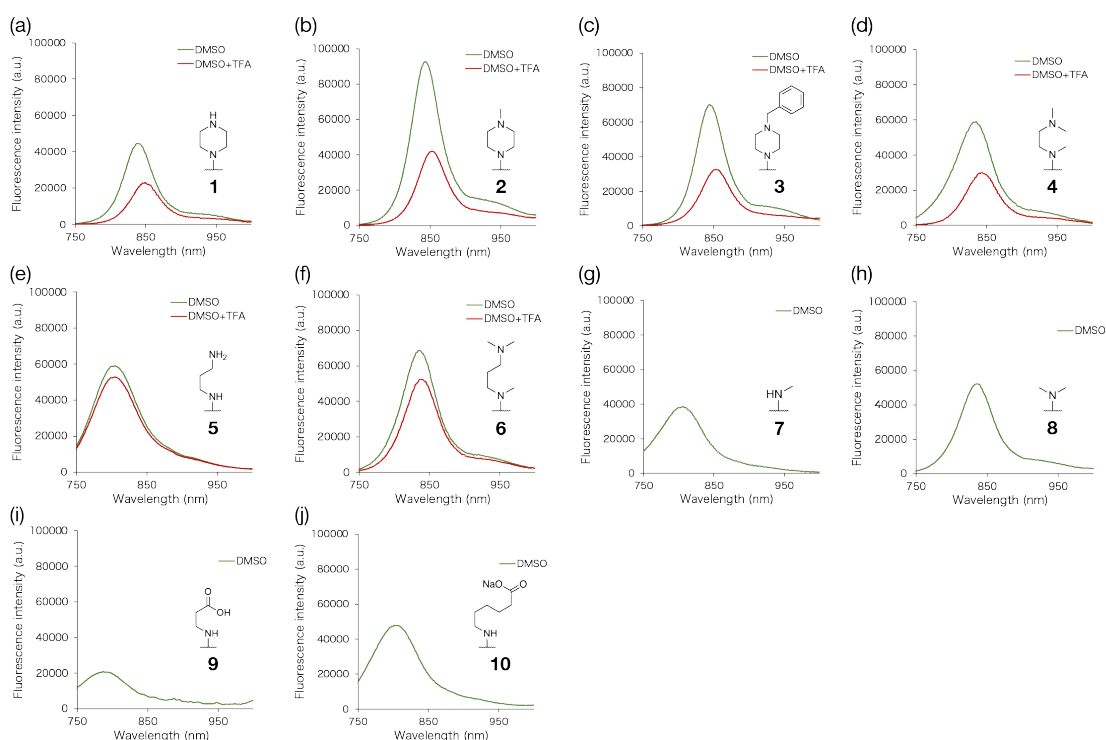 (a)
Fluorescence intensity (a.u.)
100000
80000
60000
40000
20000
0
750
850
950
Wavelength (nm)
DMSO
DMSO+TFA
H
N
N
1
(b)
Fluorescence intensity (a.u.)
100000
80000
60000
40000
20000
0
750
850
950
Wavelength (nm)
DMSO
DMSO+TFA
N
N
2
(c)
Fluorescence intensity (a.u.)
100000
80000
60000
40000
20000
0
750
850
950
Wavelength (nm)
DMSO
DMSO+TFA
N
N
3
(d)
Fluorescence intensity (a.u.)
100000
80000
60000
40000
20000
0
750
850
950
Wavelength (nm)
DMSO
DMSO+TFA
N
N
4
(e)
Fluorescence intensity (a.u.)
100000
80000
60000
40000
20000
0
750
850
950
Wavelength (nm)
DMSO
DMSO+TFA
NH2
NH
5
(f)
Fluorescence intensity (a.u.)
100000
80000
60000
40000
20000
0
750
850
950
Wavelength (nm)
DMSO
DMSO+TFA
N
N
6
(g)
Fluorescence intensity (a.u.)
100000
80000
60000
40000
20000
0
750
850
950
Wavelength (nm)
DMSO
HN
7
(h)
Fluorescence intensity (a.u.)
100000
80000
60000
40000
20000
0
750
850
950
Wavelength (nm)
DMSO
N
8
(i)
Fluorescence intensity (a.u.)
100000
80000
60000
40000
20000
0
750
850
950
Wavelength (nm)
DMSO
O
OH
NH
9
(j)
Fluorescence intensity (a.u.)
100000
80000
60000
40000
20000
0
750
850
950
Wavelength (nm)
DMSO
NaO
O
NH
10